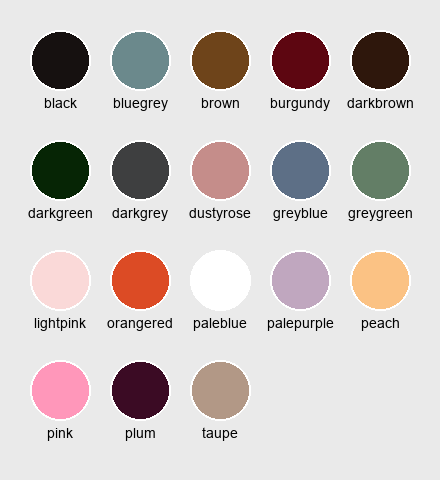 black bluegrey brown burgundy darkbrown
darkgreen darkgrey dustyrose greyblue greygreen
lightpink orangered paleblue palepurple peach
pink plum taupe